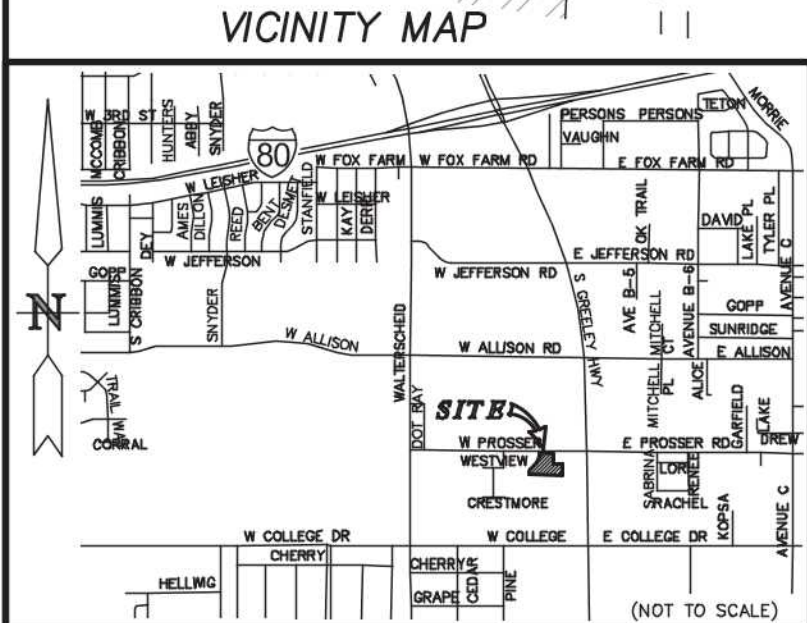 VICINITY MAP
W 3RD ST
MCCOMB
CRIBBON
HUNTERS
ABBY
SNYDER
80
PERSONS PERSONS
VAUGHN
TETON
MORRIE
W FOX FARM
W FOX FARM RD
E FOX FARM RD
W LEISHER
W LEISHER
LUMMIS
DEY
AMES
DILLON
REED
BENT
DESMET
STANFIELD
KAY
DERR
OK TRAIL
DAVID
LAKE PL
TYLER PL
AVENUE C
W JEFFERSON
W JEFFERSON RD
E JEFFERSON RD
GOPP
LUMMIS
S CRIBBON
SNYDER
N
S GREELEY HWY
AVE B-5
MITCHELL
AVENUE B-6
GOPP
SUNRIDGE
W ALLISON
W ALLISON RD
E ALLISON
WALTERSCHEID
MITCHELL PL
CT
ALICE
TRAIL WAY
CORRAL
DOT RAY
SITE
GARFIELD
LAKE
DREW
W PROSSER
E PROSSER RD
WESTVIEW
SABRINA
LORI
RENEE
CRESTMORE
RACHEL
KOPSA
AVENUE C
W COLLEGE DR
W COLLEGE
E COLLEGE DR
CHERRY
CHERRY
HELLWIG
GRAPE
CEDAR
PINE
(NOT TO SCALE)